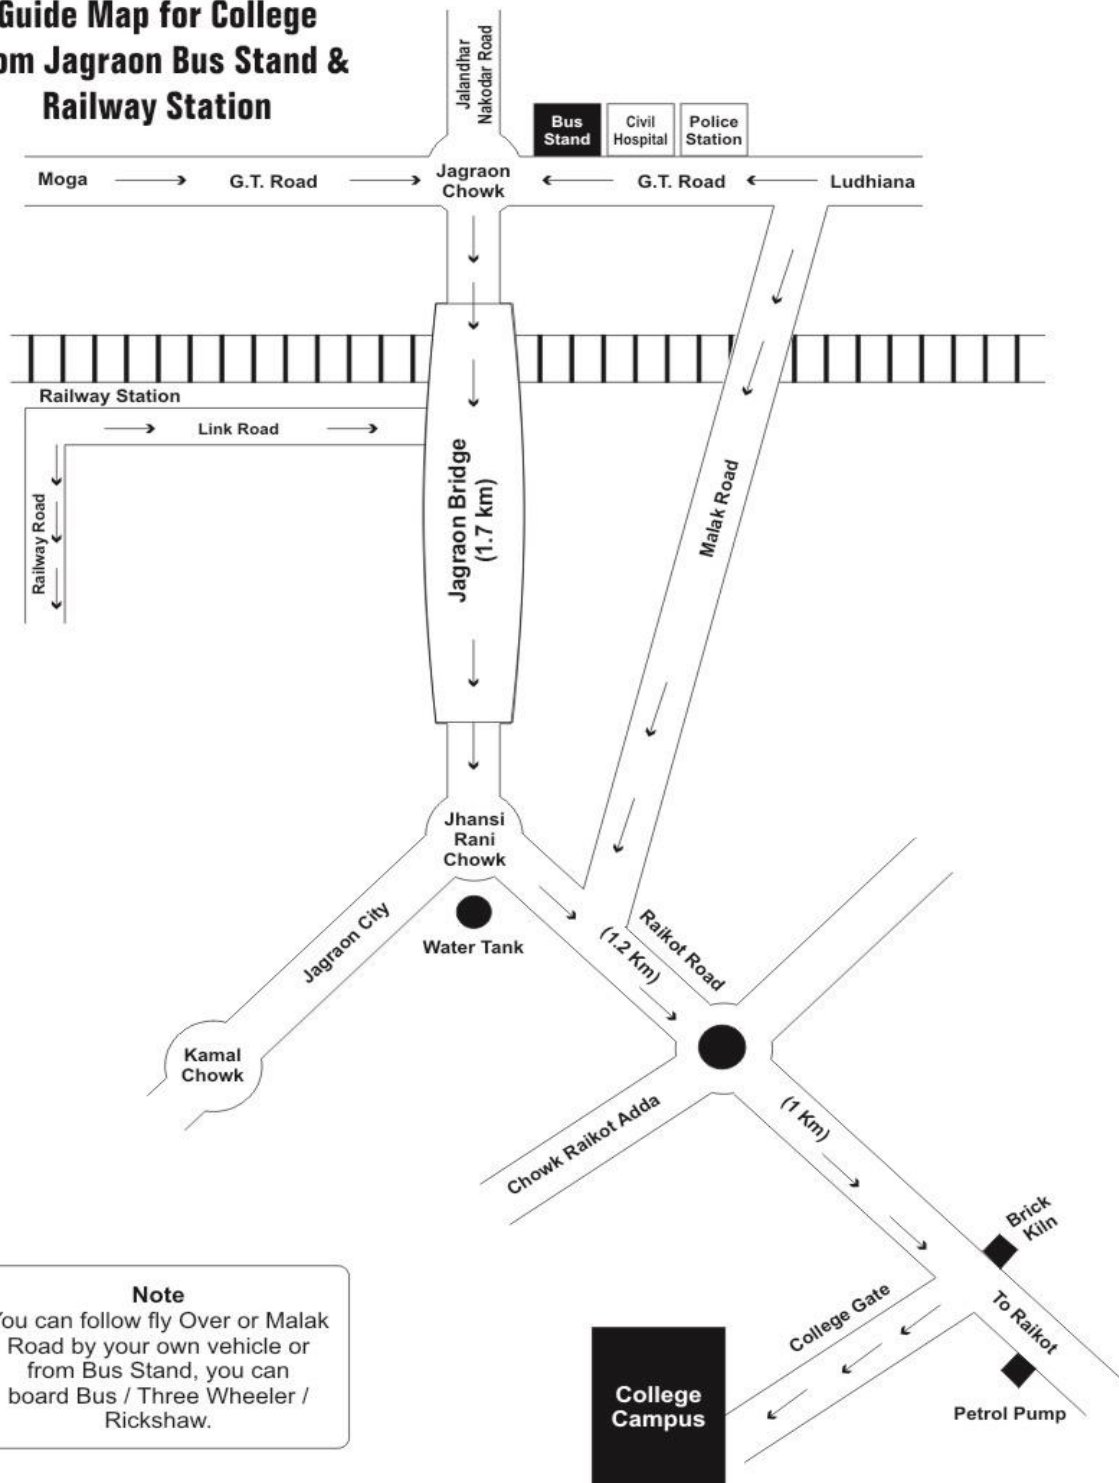 Guide Map for College
om Jagraon Bus Stand &
Railway Station
Jalandhar
Nakodar Road
Bus
Stand
Civil
Hospital
Police
Station
Moga
G.T. Road
Jagraon
Chowk
G.T. Road
Ludhiana
Railway Station
Link Road
Railway Road
Jagraon Bridge
(1.7 km)
Malak Road
Jhansi
Rani
Chowk
Water Tank
Jagraon City
Kamal
Chowk
Raikot Road
(1.2 Km)
Chowk Raikot Adda
(1 Km)
Brick
Kiln
To Raikot
College Gate
College
Campus
Petrol Pump
Note
ou can follow fly Over or Malak
Road by your own vehicle or
from Bus Stand, you can
board Bus / Three Wheeler /
Rickshaw.